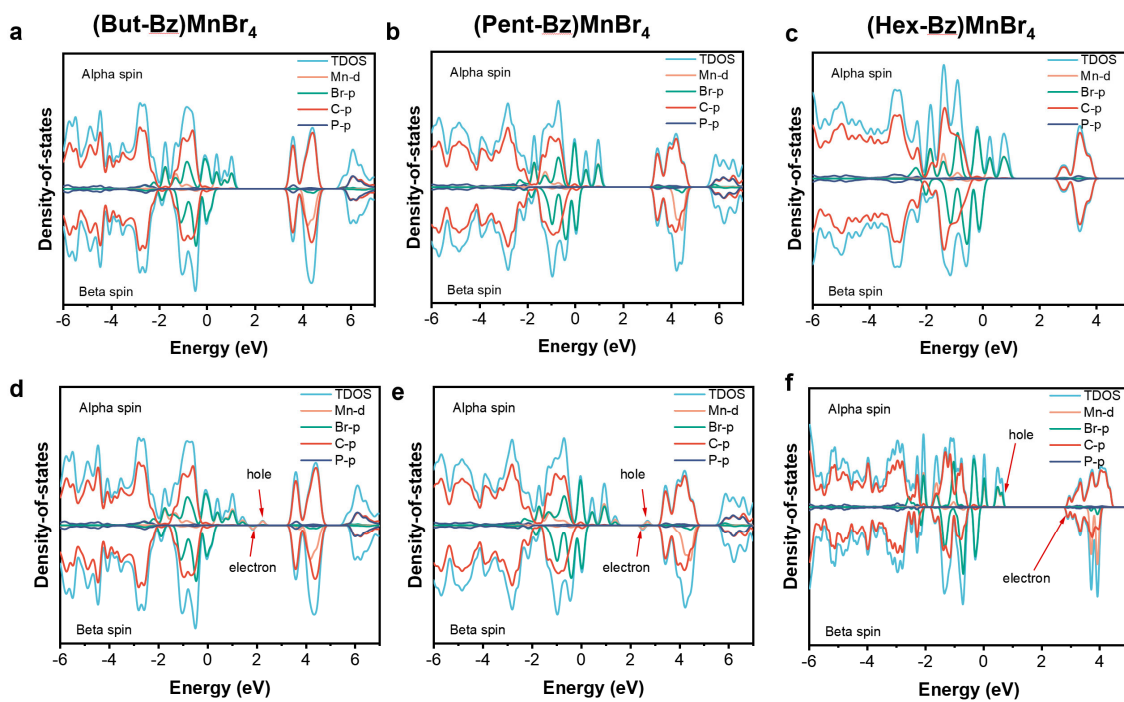 (But-Bz)MnBr₄
(Pent-Bz)MnBr₄
(Hex-Bz)MnBr₄
a
Alpha spin
TDOS
Mn-d
Br-p
C-p
P-p
Beta spin
Density-of-states
-6 -4 -2 0 2 4 6
Energy (eV)
b
Alpha spin
TDOS
Mn-d
Br-p
C-p
P-p
Beta spin
Density-of-states
-6 -4 -2 0 2 4 6
Energy (eV)
c
Alpha spin
TDOS
Mn-d
Br-p
C-p
P-p
Beta spin
Density-of-states
-6 -4 -2 0 2 4
Energy (eV)
d
Alpha spin
TDOS
Mn-d
Br-p
C-p
P-p
hole
electron
Beta spin
Density-of-states
-6 -4 -2 0 2 4 6
Energy (eV)
e
Alpha spin
TDOS
Mn-d
Br-p
C-p
P-p
hole
electron
Beta spin
Density-of-states
-6 -4 -2 0 2 4 6
Energy (eV)
f
Alpha spin
TDOS
Mn-d
Br-p
C-p
P-p
hole
electron
Beta spin
Density-of-states
-6 -4 -2 0 2 4
Energy (eV)